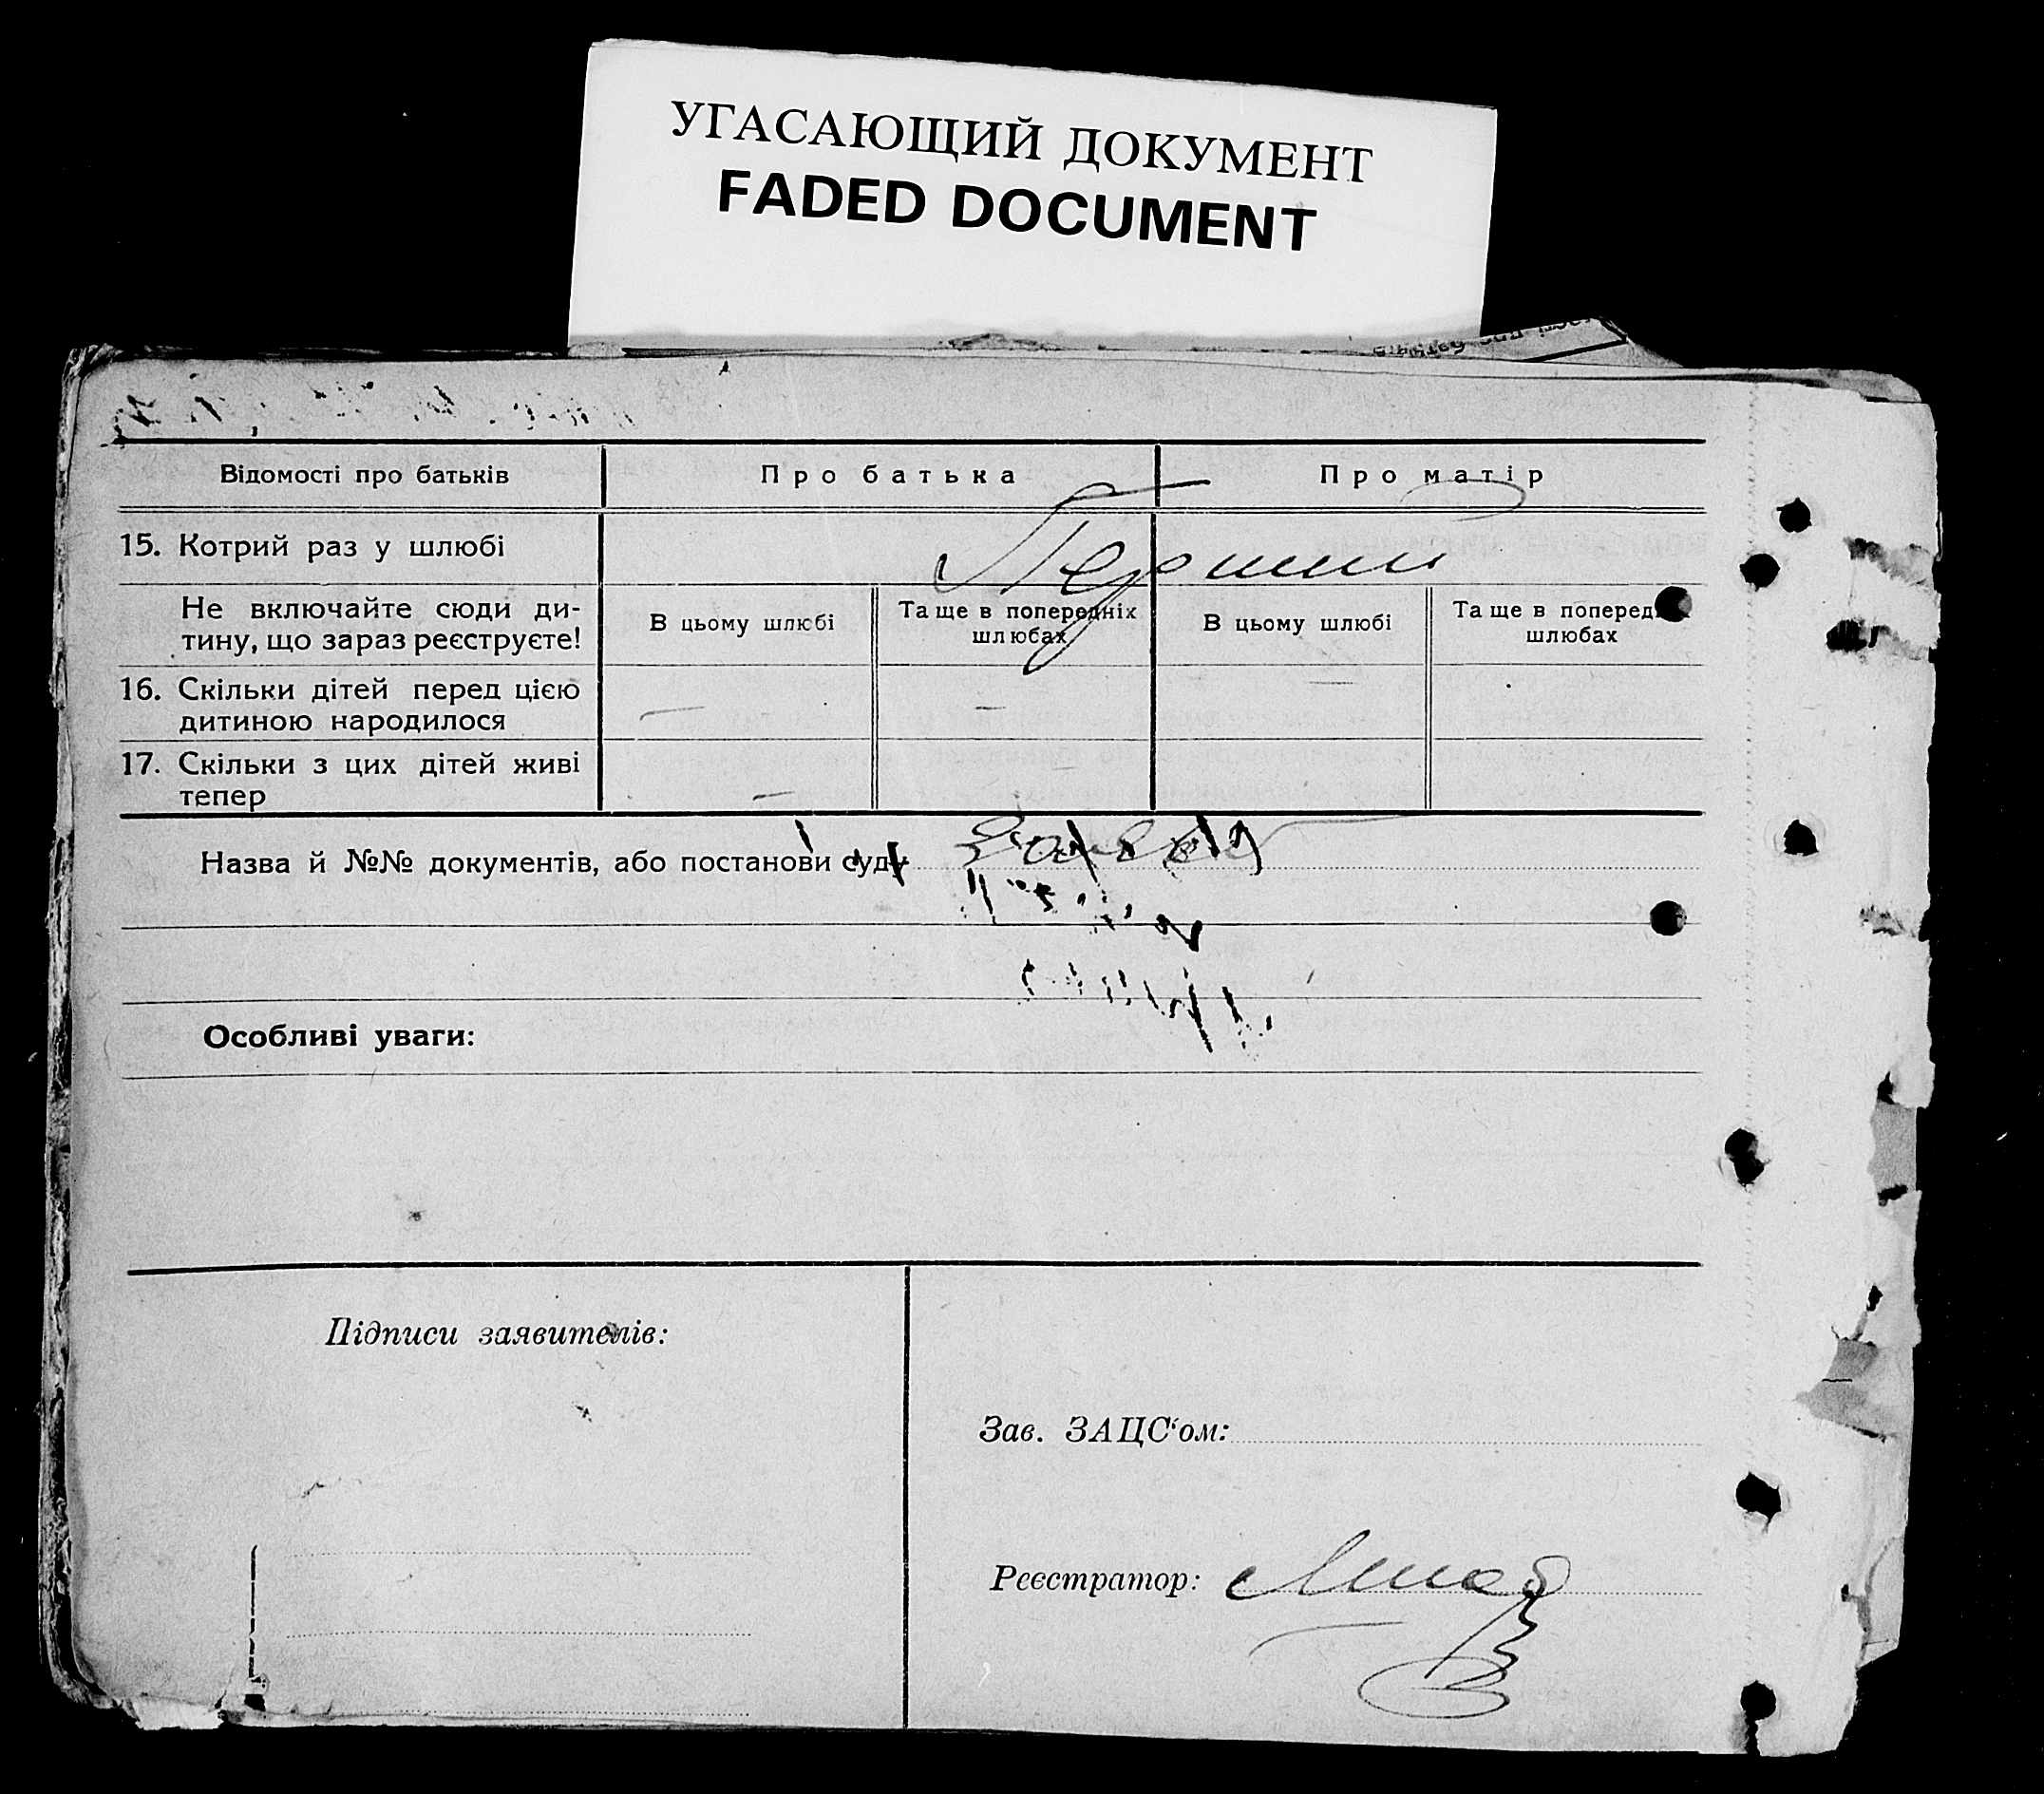 УГАСАЮЩИЙ ДОКУМЕНТ
FADED DOCUMENT
Відомості про батьків
Про батька
Про матір
15. Котрий раз у шлюбі
Першій
Не включайте сюди ди-
тину, що зараз реєструєте!
В цьому шлюбі
Та ще в попередніх
шлюбах
В цьому шлюбі
Та ще в поперед
шлюбах
16. Скільки дітей перед цією
дитиною народилося
—
—
—
17. Скільки з цих дітей живі
тепер
—
Назва й №№ документів, або постанови суду
Особливі уваги:
Підписи заявителів:
Зав. ЗАЦС'ом:
Реєстратор: